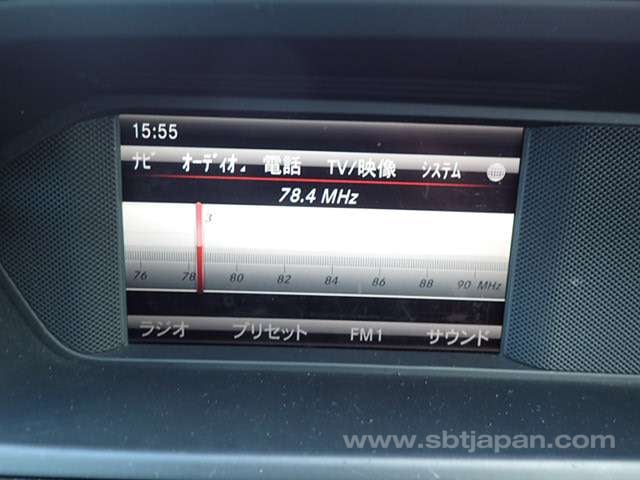 15:55
ナビ オーディオ 電話 TV/映像 システム
78.4 MHz
3
76 78 80 82 84 86 88 90 MHz
ラジオ プリセット FM1 サウンド
www.sbtjapan.com